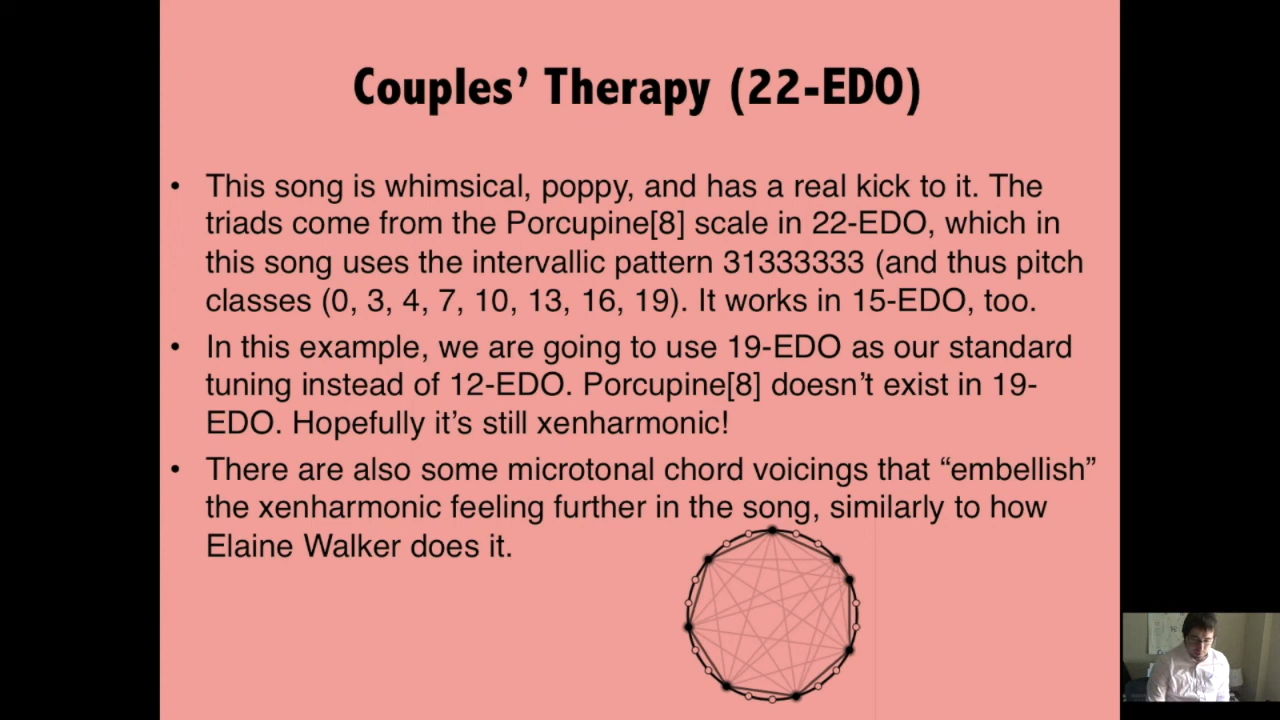 Couples’ Therapy (22-EDO)
• This song is whimsical, poppy, and has a real kick to it. The
triads come from the Porcupine[8] scale in 22-EDO, which in
this song uses the intervallic pattern 31333333 (and thus pitch
classes (0, 3, 4, 7, 10, 13, 16, 19). It works in 15-EDO, too.
• In this example, we are going to use 19-EDO as our standard
tuning instead of 12-EDO. Porcupine[8] doesn’t exist in 19-
EDO. Hopefully it’s still xenharmonic!
• There are also some microtonal chord voicings that “embellish”
the xenharmonic feeling further in the song, similarly to how
Elaine Walker does it.